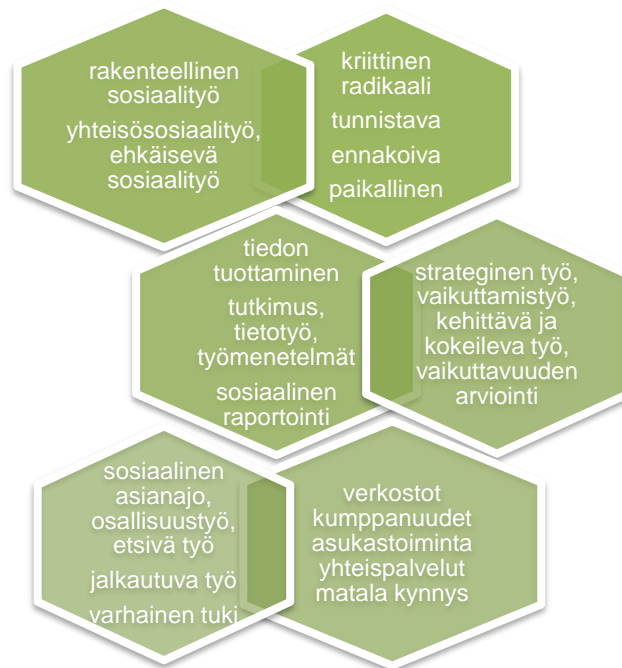 rakenteellinen
sosiaalityö
yhteisösosiaalityö,
ehkäisevä
sosiaalityö
kriittinen
radikaali
tunnistava
ennakoiva
paikallinen
tiedon
tuottaminen
tutkimus,
tietotyö,
työmenetelmät
sosiaalinen
raportointi
strateginen työ,
vaikuttamistyö,
kehittävä ja
kokeileva työ,
vaikuttavuuden
arviointi
sosiaalinen
asianajo,
osallisuustyö,
etsivä työ
jalkautuva työ
varhainen tuki
verkostot
kumppanuudet
asukastoiminta
yhteispalvelut
matala kynnys